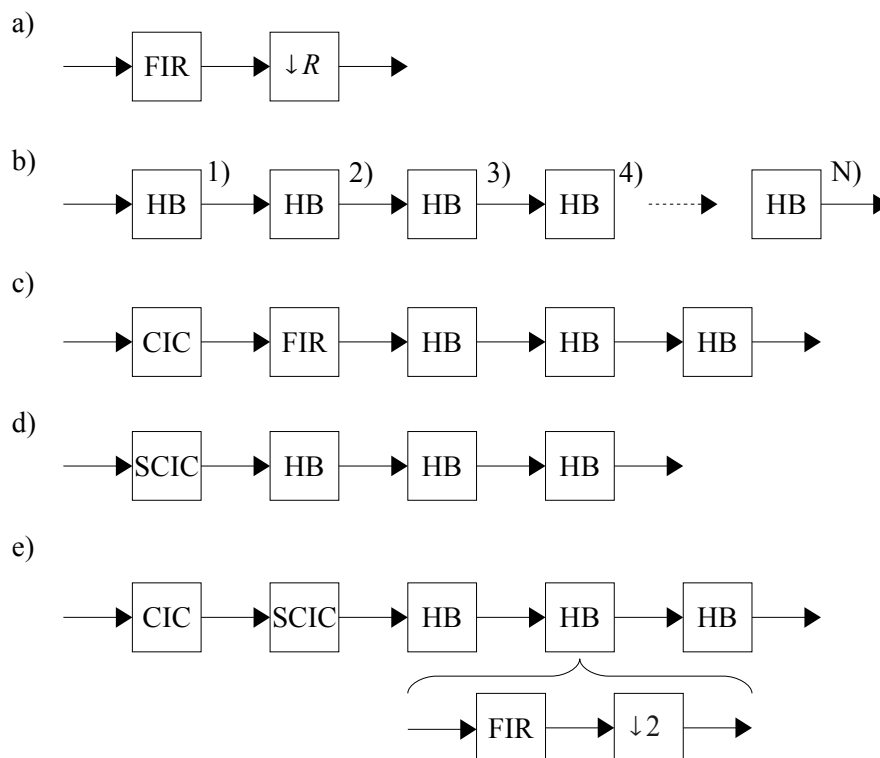 a)
FIR ↓R
b)
HB 1) HB 2) HB 3) HB 4) HB N)
c)
CIC FIR HB HB HB
d)
SCIC HB HB HB
e)
CIC SCIC HB HB HB
FIR ↓2